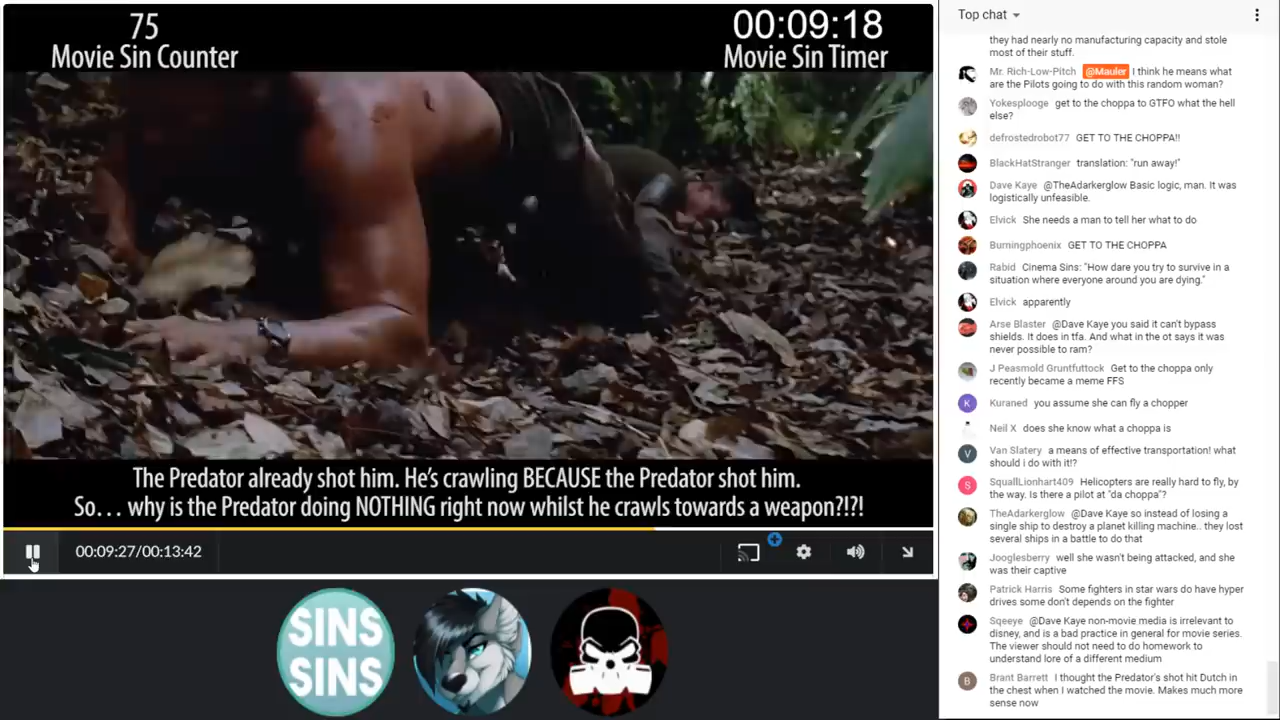 75
Movie Sin Counter
00:09:18
Movie Sin Timer
The Predator already shot him. He's crawling BECAUSE the Predator shot him.
So… why is the Predator doing NOTHING right now whilst he crawls towards a weapon?!?!
00:09:27/00:13:42
SINS
SINS
Top chat
they had nearly no manufacturing capacity and stole
most of their stuff.
Mr. Rich-Low-Pitch @Mauler I think he means what
are the Pilots going to do with this random woman?
Yokesplooge get to the choppa to GTFO what the hell
else?
defrostedrobot77 GET TO THE CHOPPA!!
BlackHatStranger translation: "run away!"
Dave Kaye @TheAdarkerglow Basic logic, man. It was
logistically unfeasible.
Elvick She needs a man to tell her what to do
Burningphoenix GET TO THE CHOPPA
Rabid Cinema Sins: "How dare you try to survive in a
situation where everyone around you are dying."
Elvick apparently
Arse Blaster @Dave Kaye you said it can't bypass
shields. It does in tfa. And what in the ot says it was
never possible to ram?
J Peasmold Gruntfuttock Get to the choppa only
recently became a meme FFS
K
Kuraned you assume she can fly a chopper
Neil X does she know what a choppa is
V
Van Slatery a means of effective transportation! what
should i do with it!?
S
SquallLionhart409 Helicopters are really hard to fly, by
the way. Is there a pilot at "da choppa"?
TheAdarkerglow @Dave Kaye so instead of losing a
single ship to destroy a planet killing machine.. they lost
several ships in a battle to do that
Jooglesberry well she wasn't being attacked, and she
was their captive
Patrick Harris Some fighters in star wars do have hyper
drives some don't depends on the fighter
Sqeeye @Dave Kaye non-movie media is irrelevant to
disney, and is a bad practice in general for movie series.
The viewer should not need to do homework to
understand lore of a different medium
B
Brant Barrett I thought the Predator's shot hit Dutch in
the chest when I watched the movie. Makes much more
sense now